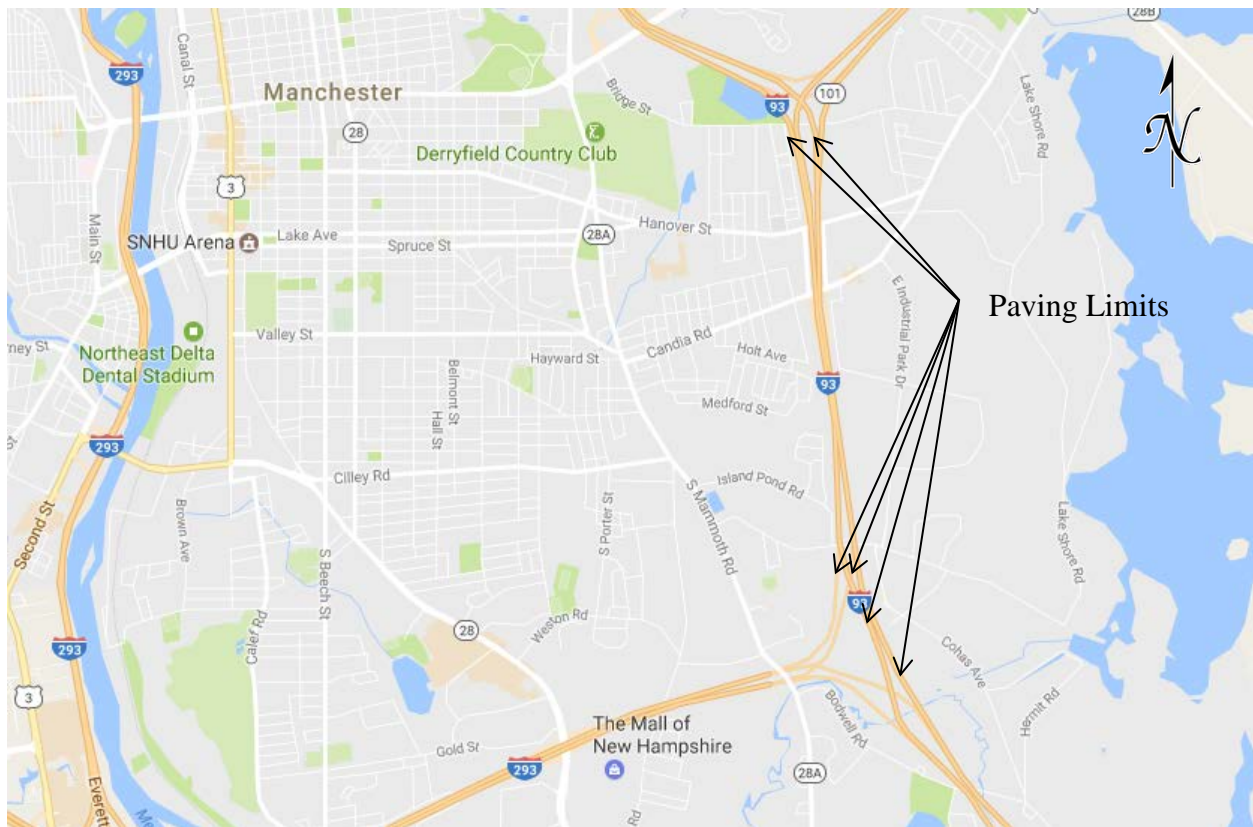 28B
293
Canal St
Manchester
28
Bridge St
93
101
Lake Shore Rd
N
Derryfield Country Club
3
Main St
SNHU Arena
Lake Ave
Spruce St
28A
Hanover St
E Industrial Park Dr
Paving Limits
Valley St
Northeast Delta
Dental Stadium
Hayward St
Candia Rd
Holt Ave
Belmont St
Hall St
93
Medford St
293
Cilley Rd
Island Pond Rd
Second St
Brown Ave
S Porter St
S Mammoth Rd
Lake Shore Rd
S Beech St
93
Calef Rd
28
Weston Rd
Cohas Ave
293
3
Bodwell Rd
Hermit Rd
The Mall of
New Hampshire
Gold St
293
28A
Everett
Rd